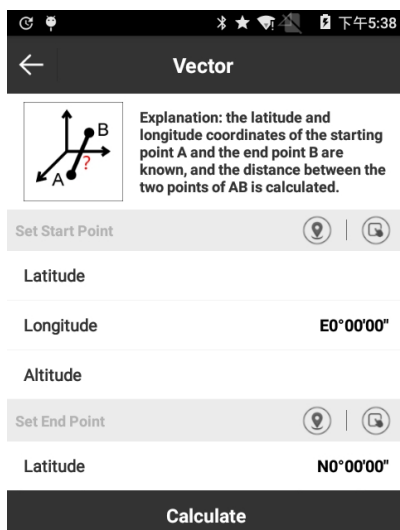 下午5:38
Vector
B
A
?
Explanation: the latitude and
longitude coordinates of the starting
point A and the end point B are
known, and the distance between the
two points of AB is calculated.
Set Start Point
Latitude
Longitude E0°00'00"
Altitude
Set End Point
Latitude N0°00'00"
Calculate